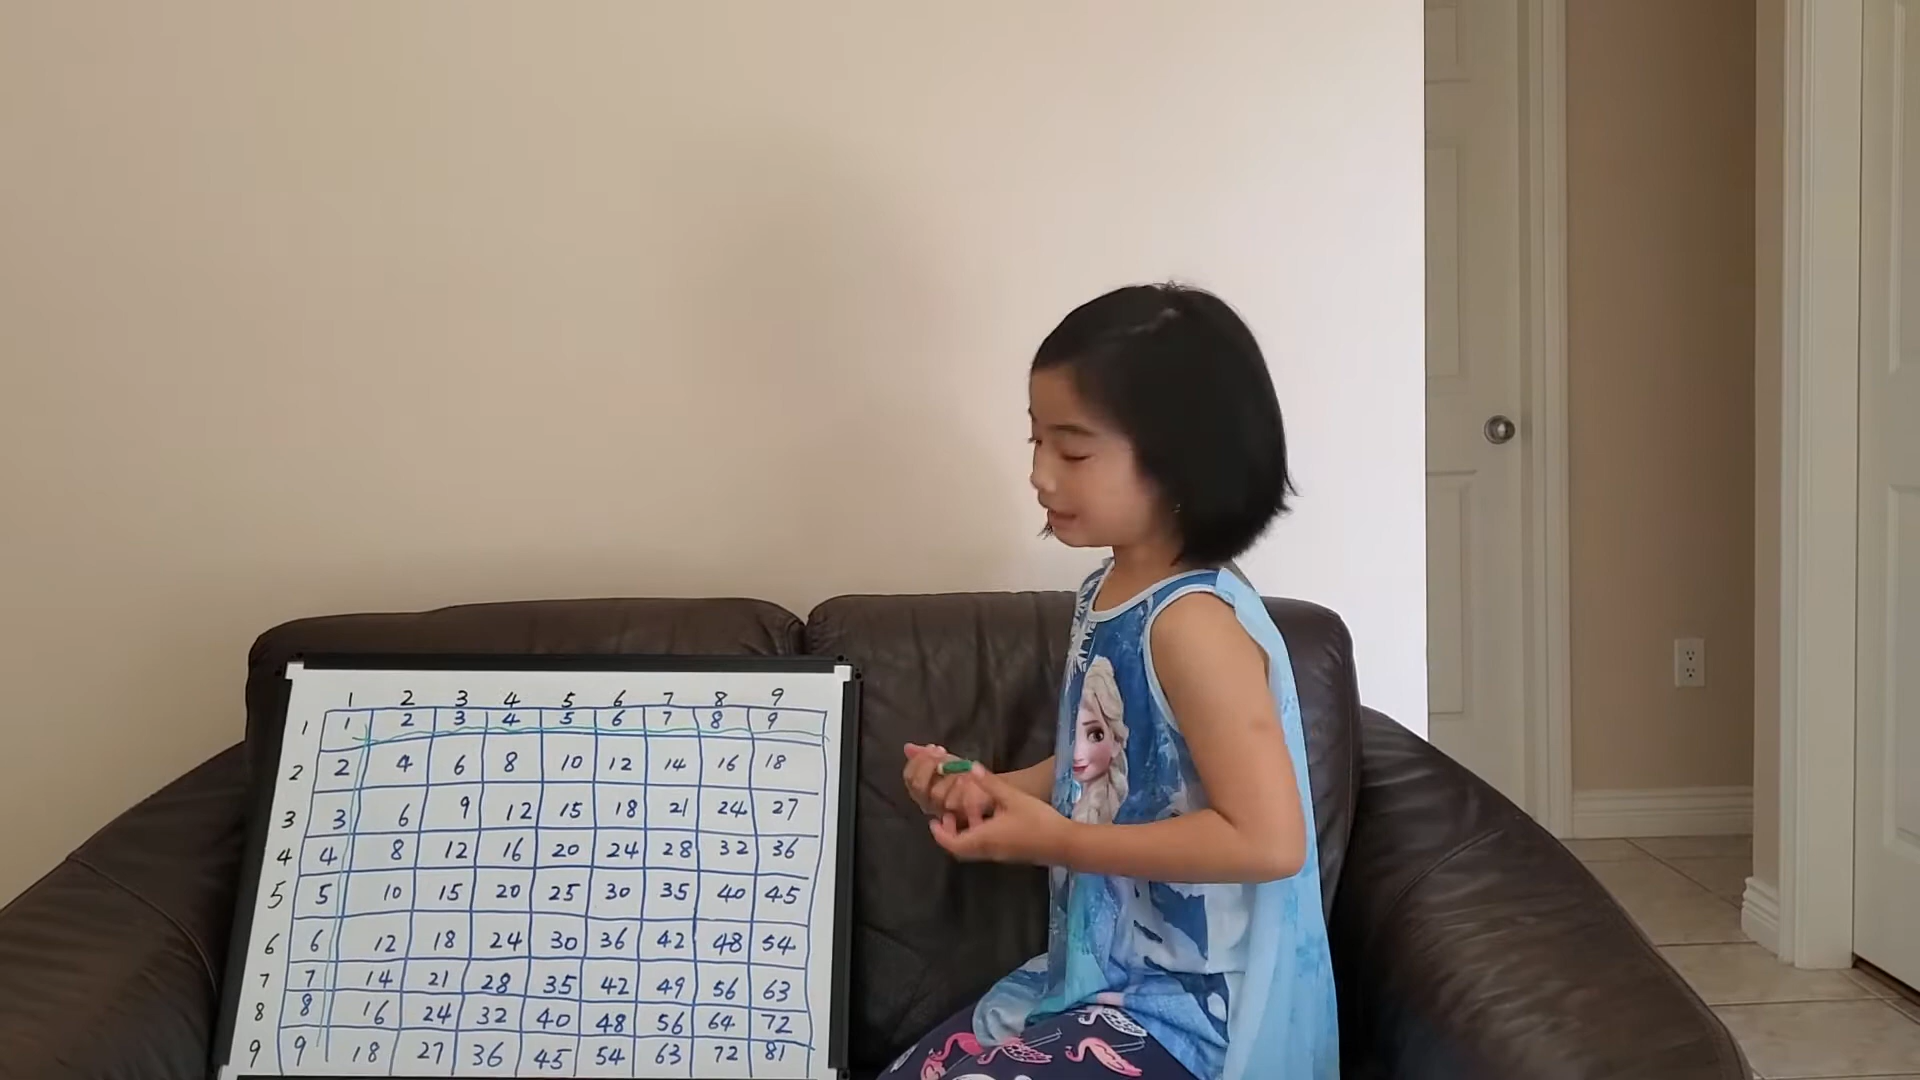 1 2 3 4 5 6 7 8 9
1 1 2 3 4 5 6 7 8 9
2 2 4 6 8 10 12 14 16 18
3 3 6 9 12 15 18 21 24 27
4 4 8 12 16 20 24 28 32 36
5 5 10 15 20 25 30 35 40 45
6 6 12 18 24 30 36 42 48 54
7 7 14 21 28 35 42 49 56 63
8 8 16 24 32 40 48 56 64 72
9 9 18 27 36 45 54 63 72 81